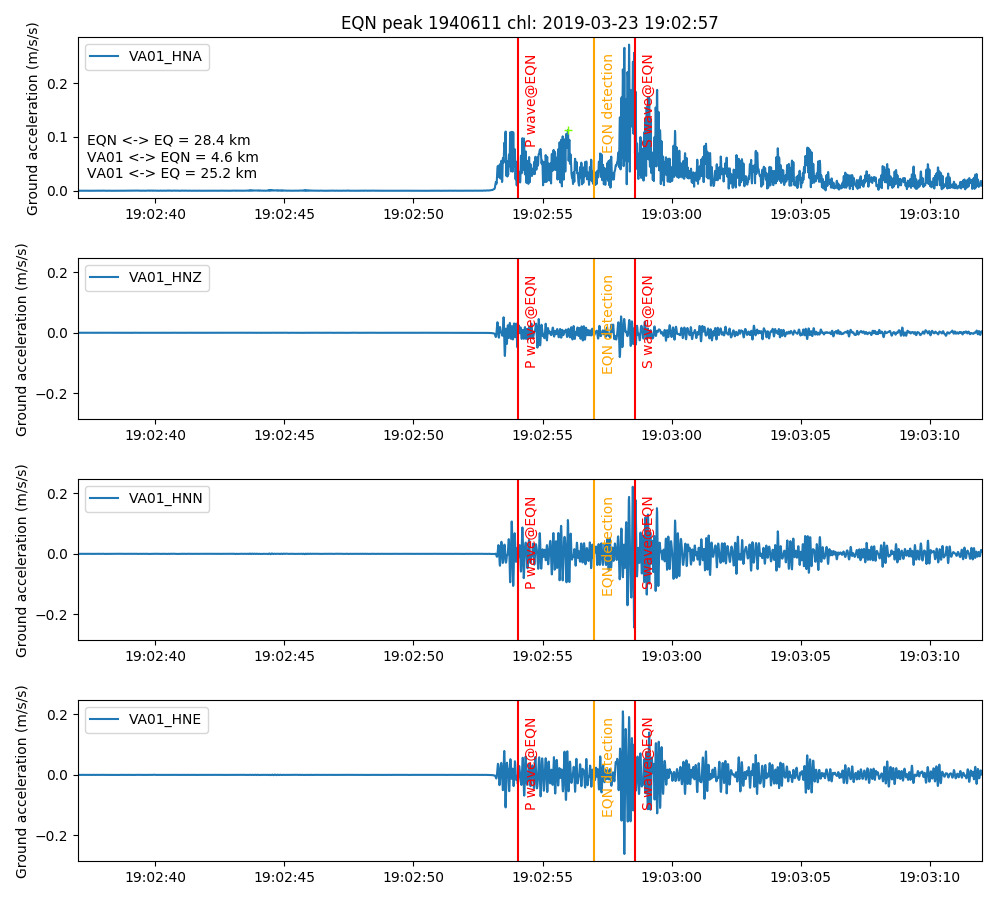 EQN peak 1940611 chl: 2019-03-23 19:02:57
Ground acceleration (m/s/s)
0.2
0.1
0.0
VA01_HNA
EQN <-> EQ = 28.4 km
VA01 <-> EQN = 4.6 km
VA01 <-> EQ = 25.2 km
P wave@EQN
EQN detection
S wave@EQN
19:02:40 19:02:45 19:02:50 19:02:55 19:03:00 19:03:05 19:03:10
Ground acceleration (m/s/s)
0.2
0.0
−0.2
VA01_HNZ
P wave@EQN
EQN detection
S wave@EQN
19:02:40 19:02:45 19:02:50 19:02:55 19:03:00 19:03:05 19:03:10
Ground acceleration (m/s/s)
0.2
0.0
−0.2
VA01_HNN
P wave@EQN
EQN detection
S wave@EQN
19:02:40 19:02:45 19:02:50 19:02:55 19:03:00 19:03:05 19:03:10
Ground acceleration (m/s/s)
0.2
0.0
−0.2
VA01_HNE
P wave@EQN
EQN detection
S wave@EQN
19:02:40 19:02:45 19:02:50 19:02:55 19:03:00 19:03:05 19:03:10